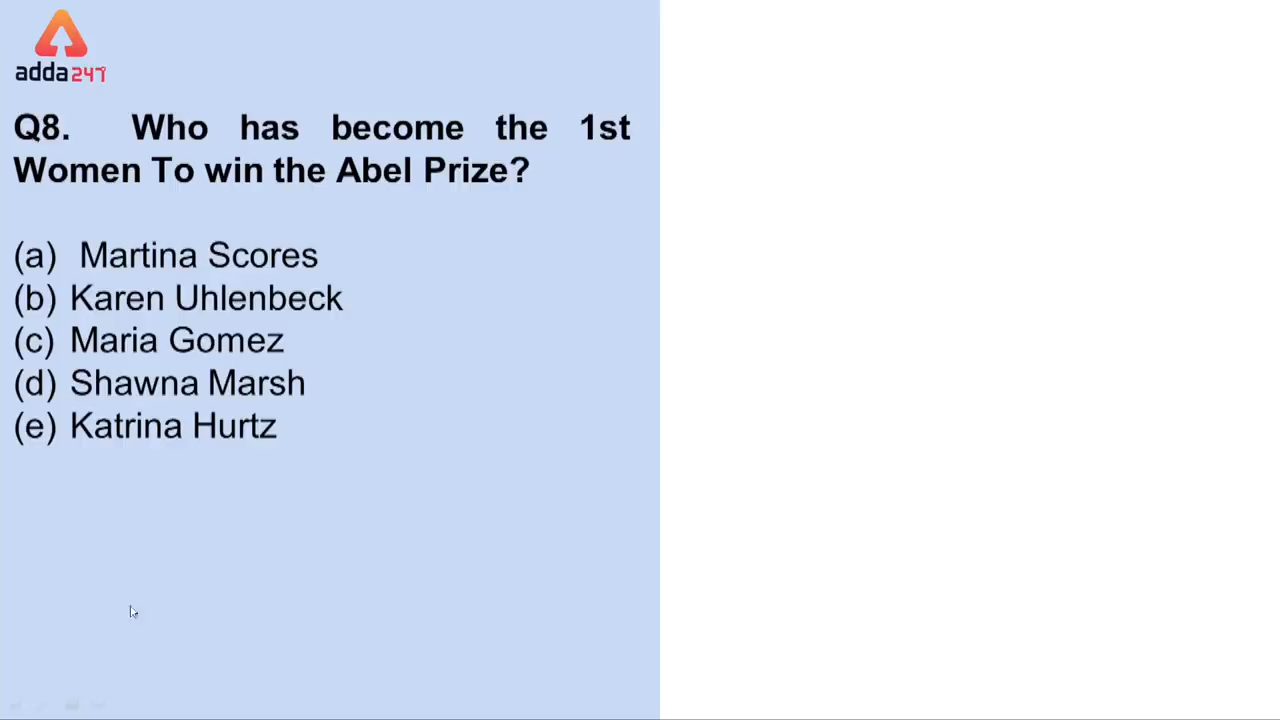 adda247
Q8. Who has become the 1st
Women To win the Abel Prize?
(a) Martina Scores
(b) Karen Uhlenbeck
(c) Maria Gomez
(d) Shawna Marsh
(e) Katrina Hurtz